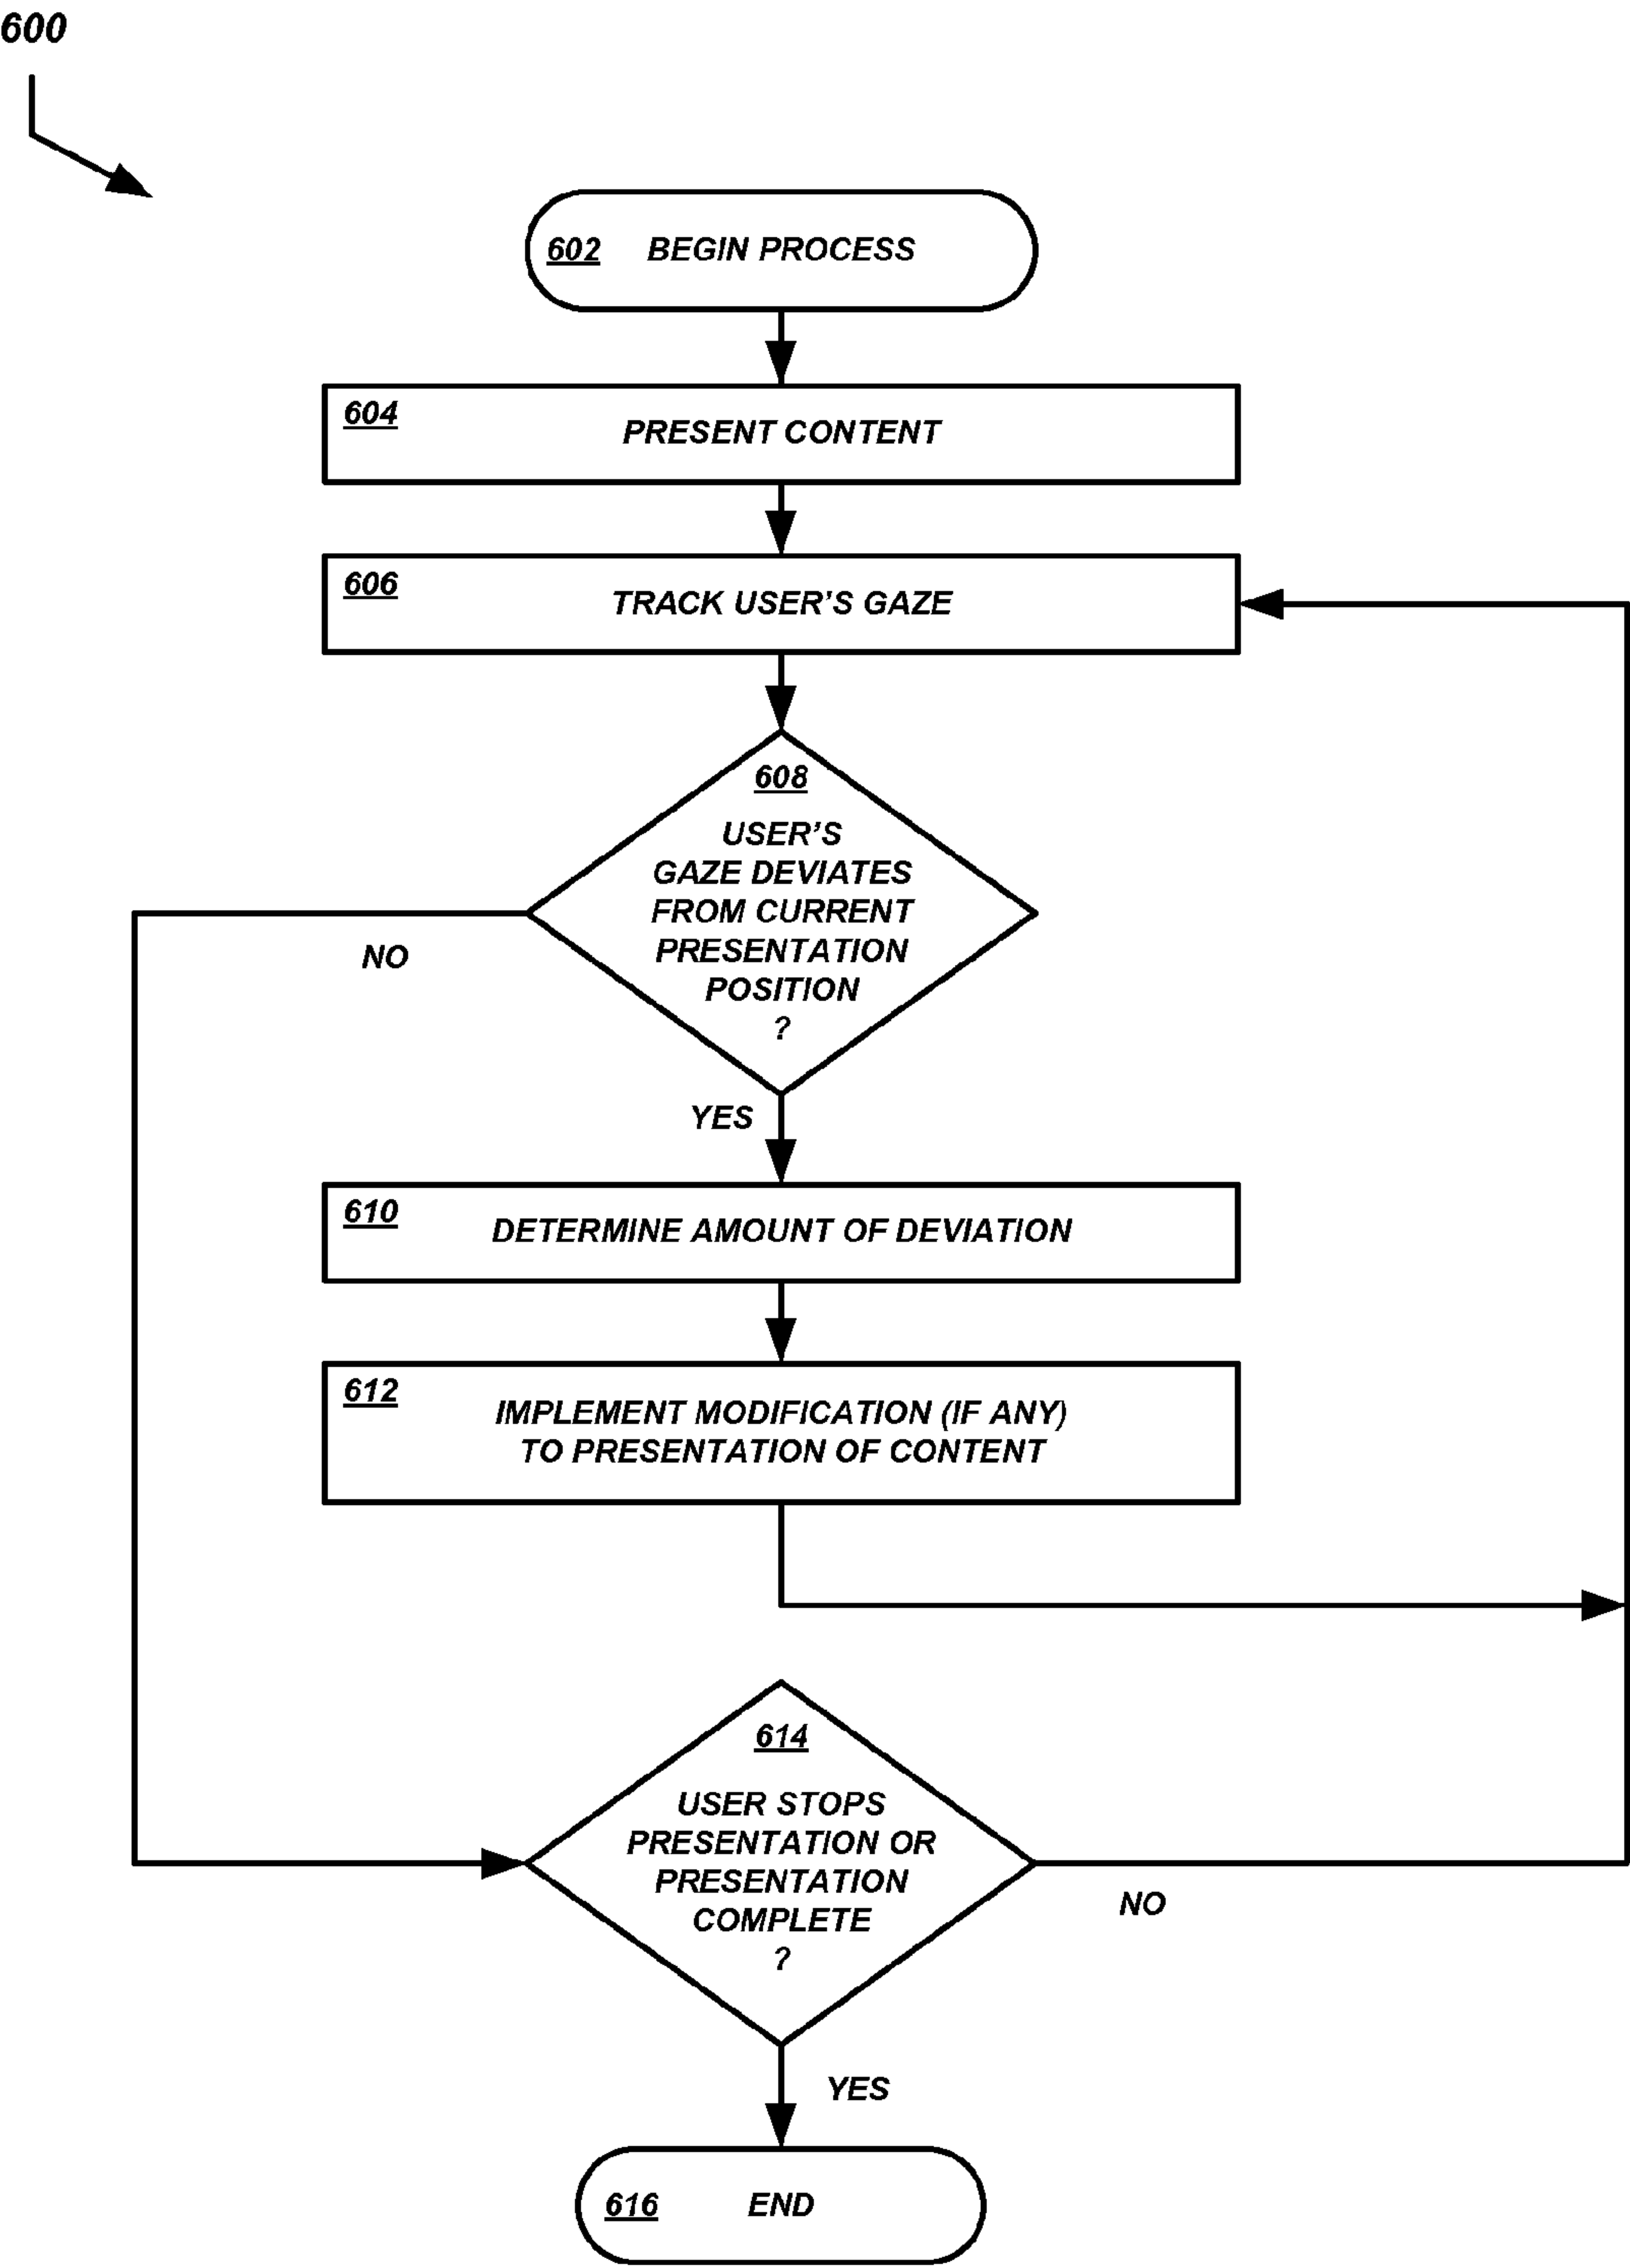 600
602 BEGIN PROCESS
604
PRESENT CONTENT
606
TRACK USER’S GAZE
608
USER’S
GAZE DEVIATES
FROM CURRENT
PRESENTATION
POSITION
?
NO
YES
610
DETERMINE AMOUNT OF DEVIATION
612
IMPLEMENT MODIFICATION (IF ANY)
TO PRESENTATION OF CONTENT
614
USER STOPS
PRESENTATION OR
PRESENTATION
COMPLETE
?
NO
YES
616 END